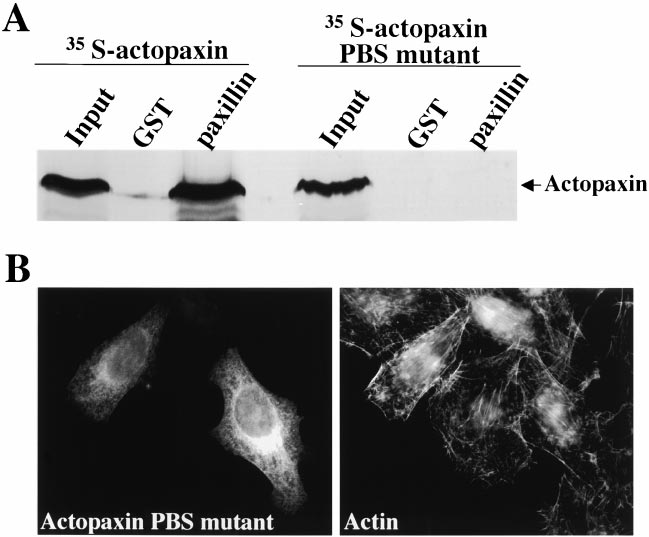 A
³⁵ S-actopaxin
³⁵ S-actopaxin
PBS mutant
Input
GST
paxillin
Input
GST
paxillin
Actopaxin
B
Actopaxin PBS mutant
Actin